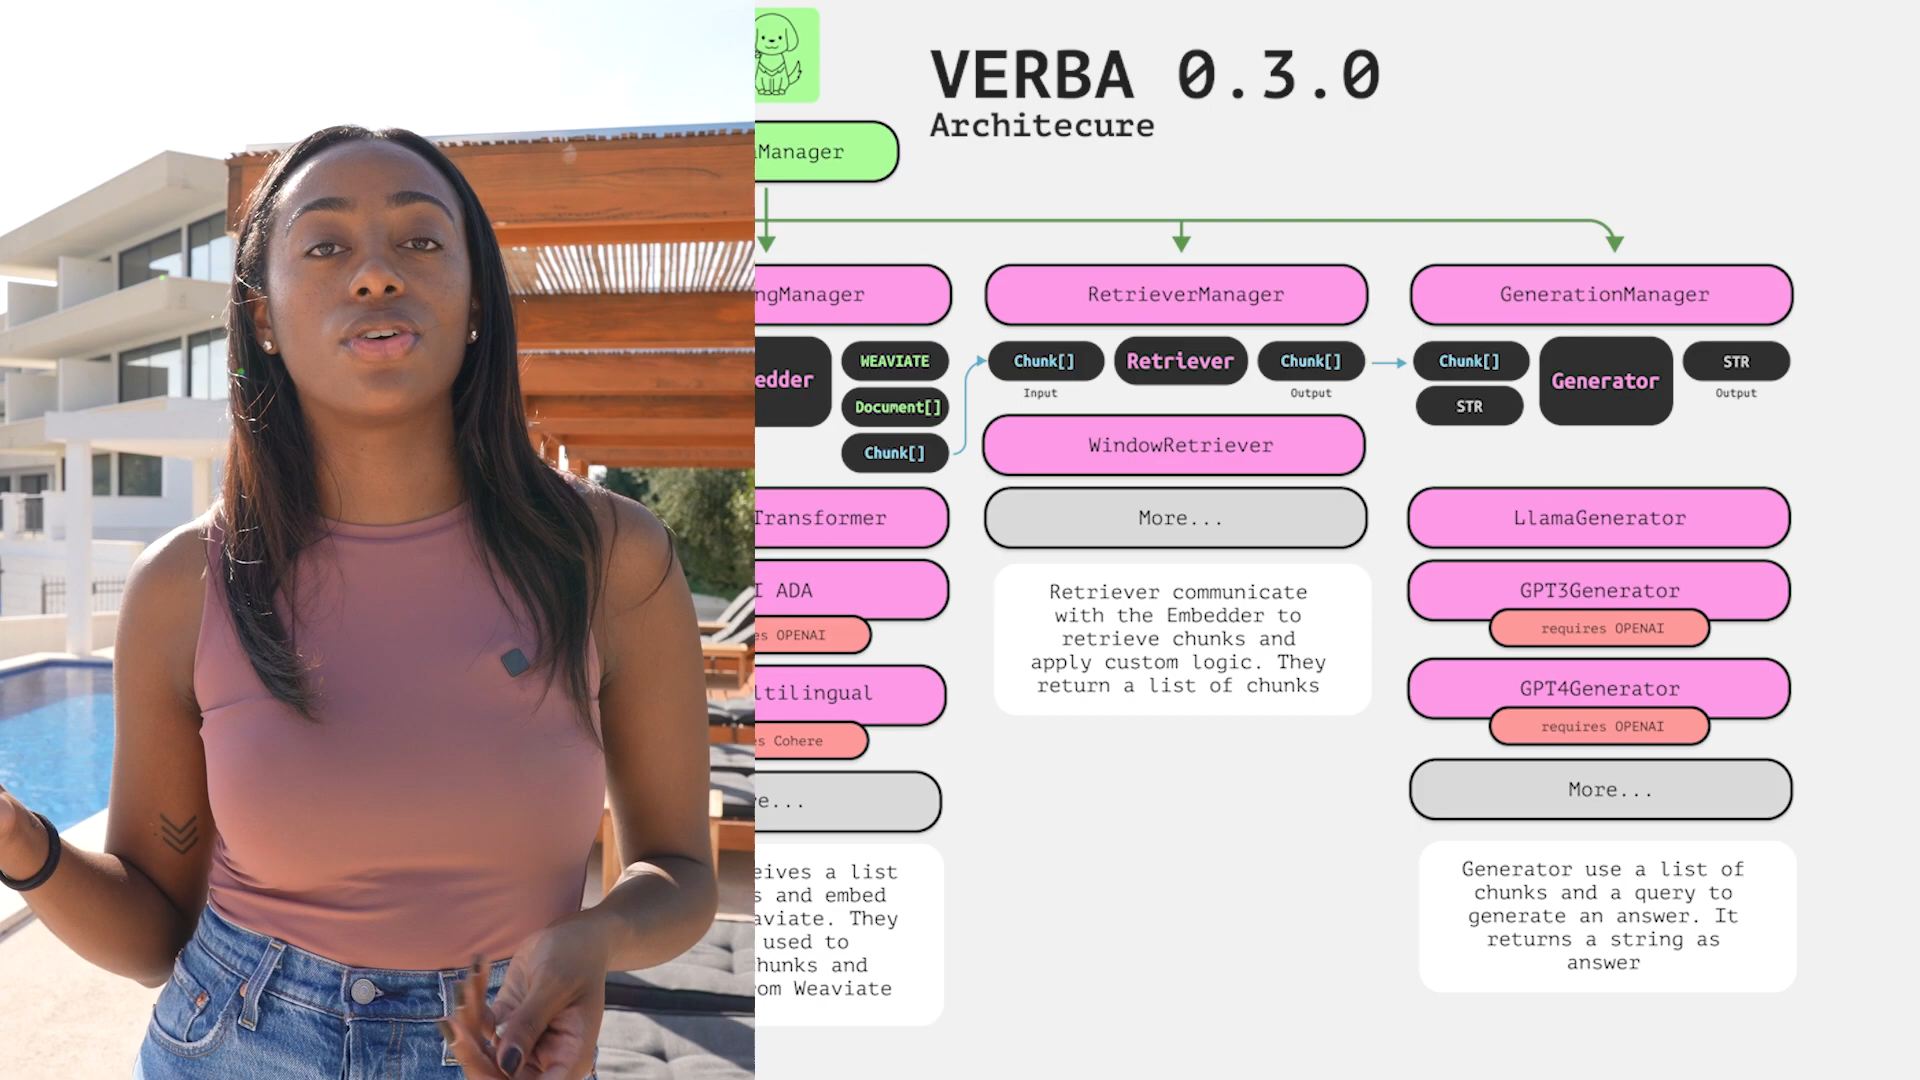 VERBA 0.3.0
Architecure
Manager
ngManager
RetrieverManager
GenerationManager
edder
WEAVIATE
Document[]
Chunk[]
Chunk[]
Input
Retriever
Chunk[]
Output
Chunk[]
STR
Generator
STR
Output
Transformer
I ADA
es OPENAI
ltilingual
es Cohere
e...
eives a list
s and embed
aviate. They
used to
hunks and
om Weaviate
WindowRetriever
More...
Retriever communicate
with the Embedder to
retrieve chunks and
apply custom logic. They
return a list of chunks
LlamaGenerator
GPT3Generator
requires OPENAI
GPT4Generator
requires OPENAI
More...
Generator use a list of
chunks and a query to
generate an answer. It
returns a string as
answer